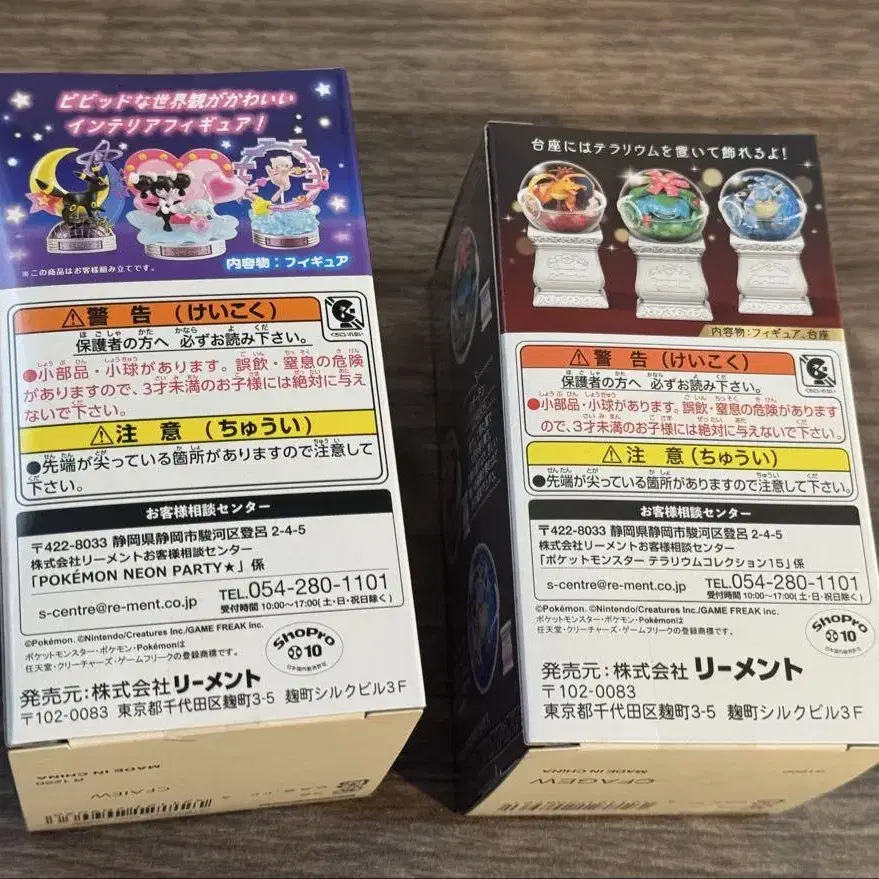 ビビッドな世界観がかわいい
インテリアフィギュア！
※この商品はお客様組み立てです。
内容物：フィギュア
⚠警告（けいこく）
保護者の方へ 必ずお読み下さい。
●小部品・小球があります。誤飲・窒息の危険
がありますので、3才未満のお子様には絶対に与え
ないで下さい。
⚠注意（ちゅうい）
●先端が尖っている箇所がありますので注意して
下さい。
お客様相談センター
〒422-8033 静岡県静岡市駿河区登呂 2-4-5
株式会社リーメントお客様相談センター
「POKÉMON NEON PARTY★」係
s-centre@re-ment.co.jp
TEL.054-280-1101
受付時間 10:00〜17:00(土・日・祝日除く)
©Pokémon. ©Nintendo/Creatures Inc./GAME FREAK inc.
ポケットモンスター・ポケモン・Pokémonは
任天堂・クリーチャーズ・ゲームフリークの登録商標です。
ShoPro
10
日本国内販売許可
発売元：株式会社リーメント
〒102-0083 東京都千代田区麹町3-5 麹町シルクビル3F
MADE IN CHINA
CFAIEW
台座にはテラリウムを置いて飾れるよ！
内容物：フィギュア、台座
⚠警告（けいこく）
保護者の方へ 必ずお読み下さい。
●小部品・小球があります。誤飲・窒息の危険があります
ので、3才未満のお子様には絶対に与えないで下さい。
⚠注意（ちゅうい）
●先端が尖っている箇所がありますので注意して下さい。
お客様相談センター
〒422-8033 静岡県静岡市駿河区登呂 2-4-5
株式会社リーメントお客様相談センター
「ポケットモンスター テラリウムコレクション15」係
s-centre@re-ment.co.jp
TEL.054-280-1101
受付時間 10:00〜17:00(土・日・祝日除く)
©Pokémon. ©Nintendo/Creatures Inc./GAME FREAK inc.
ポケットモンスター・ポケモン・Pokémonは
任天堂・クリーチャーズ・ゲームフリークの登録商標です。
ShoPro
10
日本国内販売許可
発売元：株式会社リーメント
〒102-0083 東京都千代田区麹町3-5 麹町シルクビル3F
MADE IN CHINA
CFAGEW